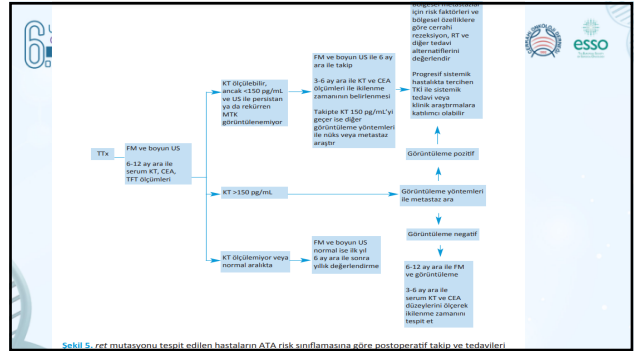 6.
bölgesel metastazlar
için risk faktörleri ve
bölgesel özelliklere
göre cerrahi
rezeksiyon, RT ve
diğer tedavi
alternatiflerini
değerlendir
Progresif sistemik
hastalıkta tercihen
TKİ ile sistemik
tedavi veya
klinik araştırmalara
katılımcı olabilir
esso
FM ve boyun US ile 6 ay
ara ile takip
3-6 ay ara ile KT ve CEA
ölçümleri ile ikilenme
zamanının belirlenmesi
Takipte KT 150 pg/mL'yi
geçer ise diğer
görüntüleme yöntemleri
ile nüks veya metastaz
araştır
KT ölçülebilir,
ancak <150 pg/mL
ve US ile persistan
ya da rekürren
MTK
görüntülenemiyor
TTx
FM ve boyun US
6-12 ay ara ile
serum KT, CEA,
TFT ölçümleri
Görüntüleme pozitif
KT >150 pg/mL
Görüntüleme yöntemleri
ile metastaz ara
Görüntüleme negatif
KT ölçülemiyor veya
normal aralıkta
FM ve boyun US
normal ise ilk yıl
6 ay ara ile sonra
yıllık değerlendirme
6-12 ay ara ile FM
ve görüntüleme
3-6 ay ara ile
serum KT ve CEA
düzeylerini ölçerek
ikilenme zamanını
tespit et
Şekil 5. ret mutasyonu tespit edilen hastaların ATA risk sınıflamasına göre postoperatif takip ve tedavileri